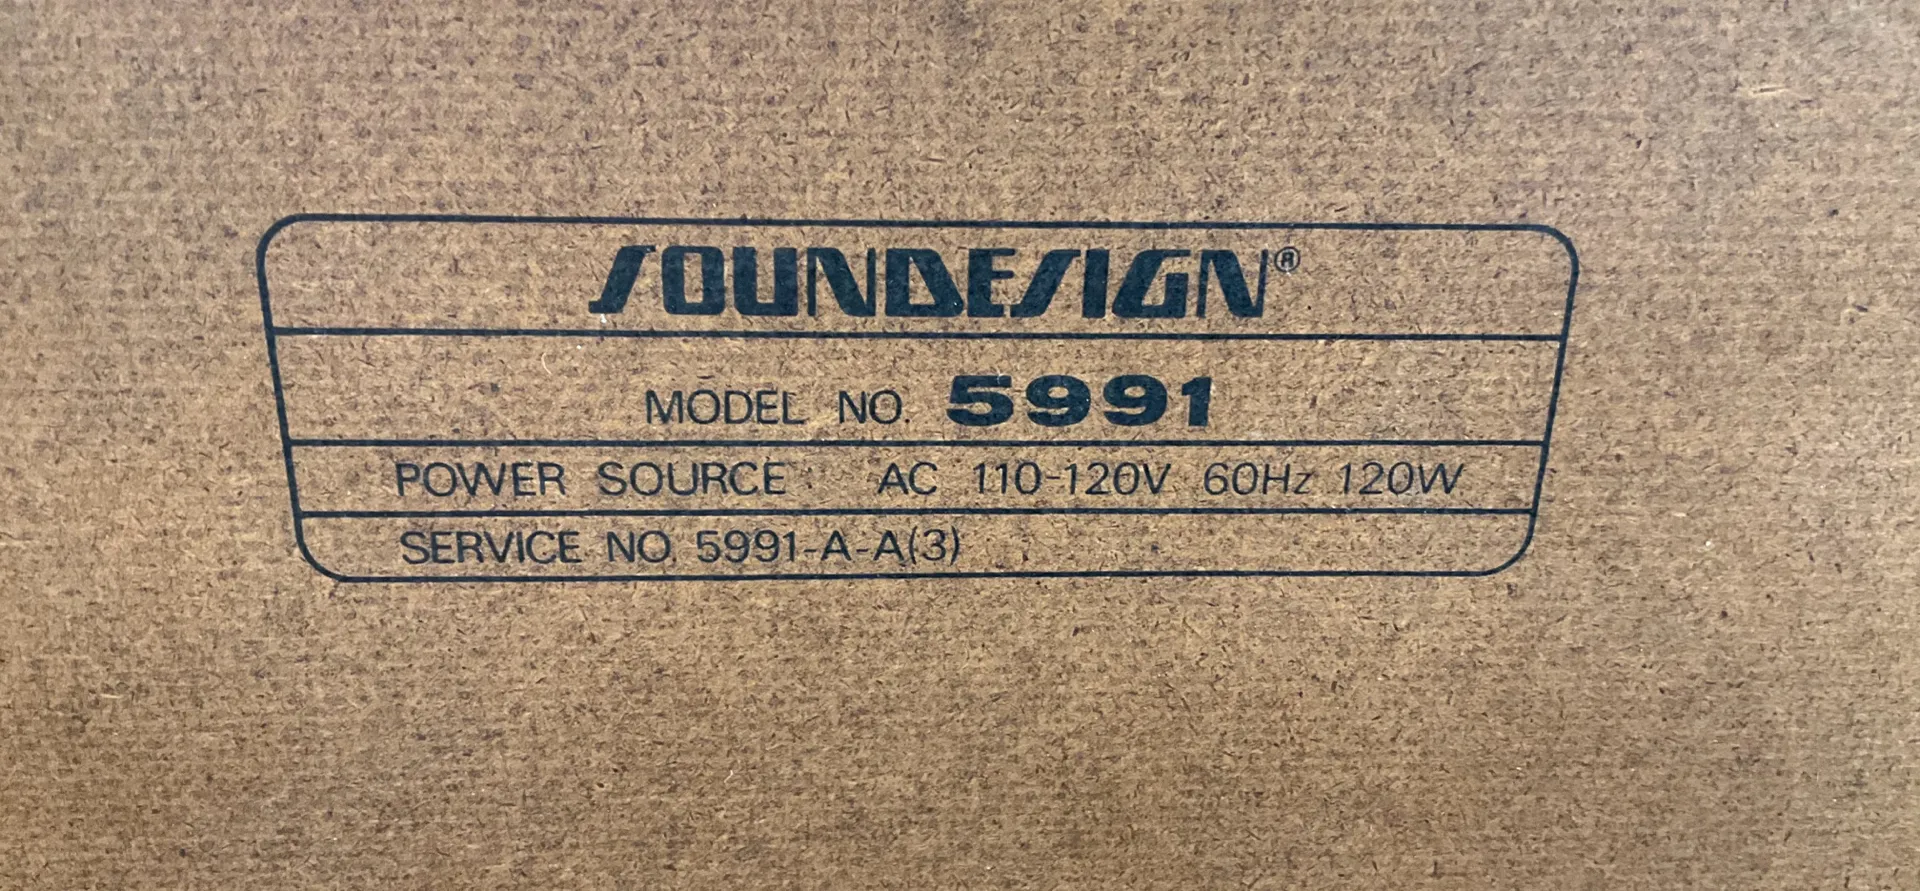 SOUNDESIGN®
MODEL NO. 5991
POWER SOURCE : AC 110-120V 60Hz 120W
SERVICE NO. 5991-A-A(3)